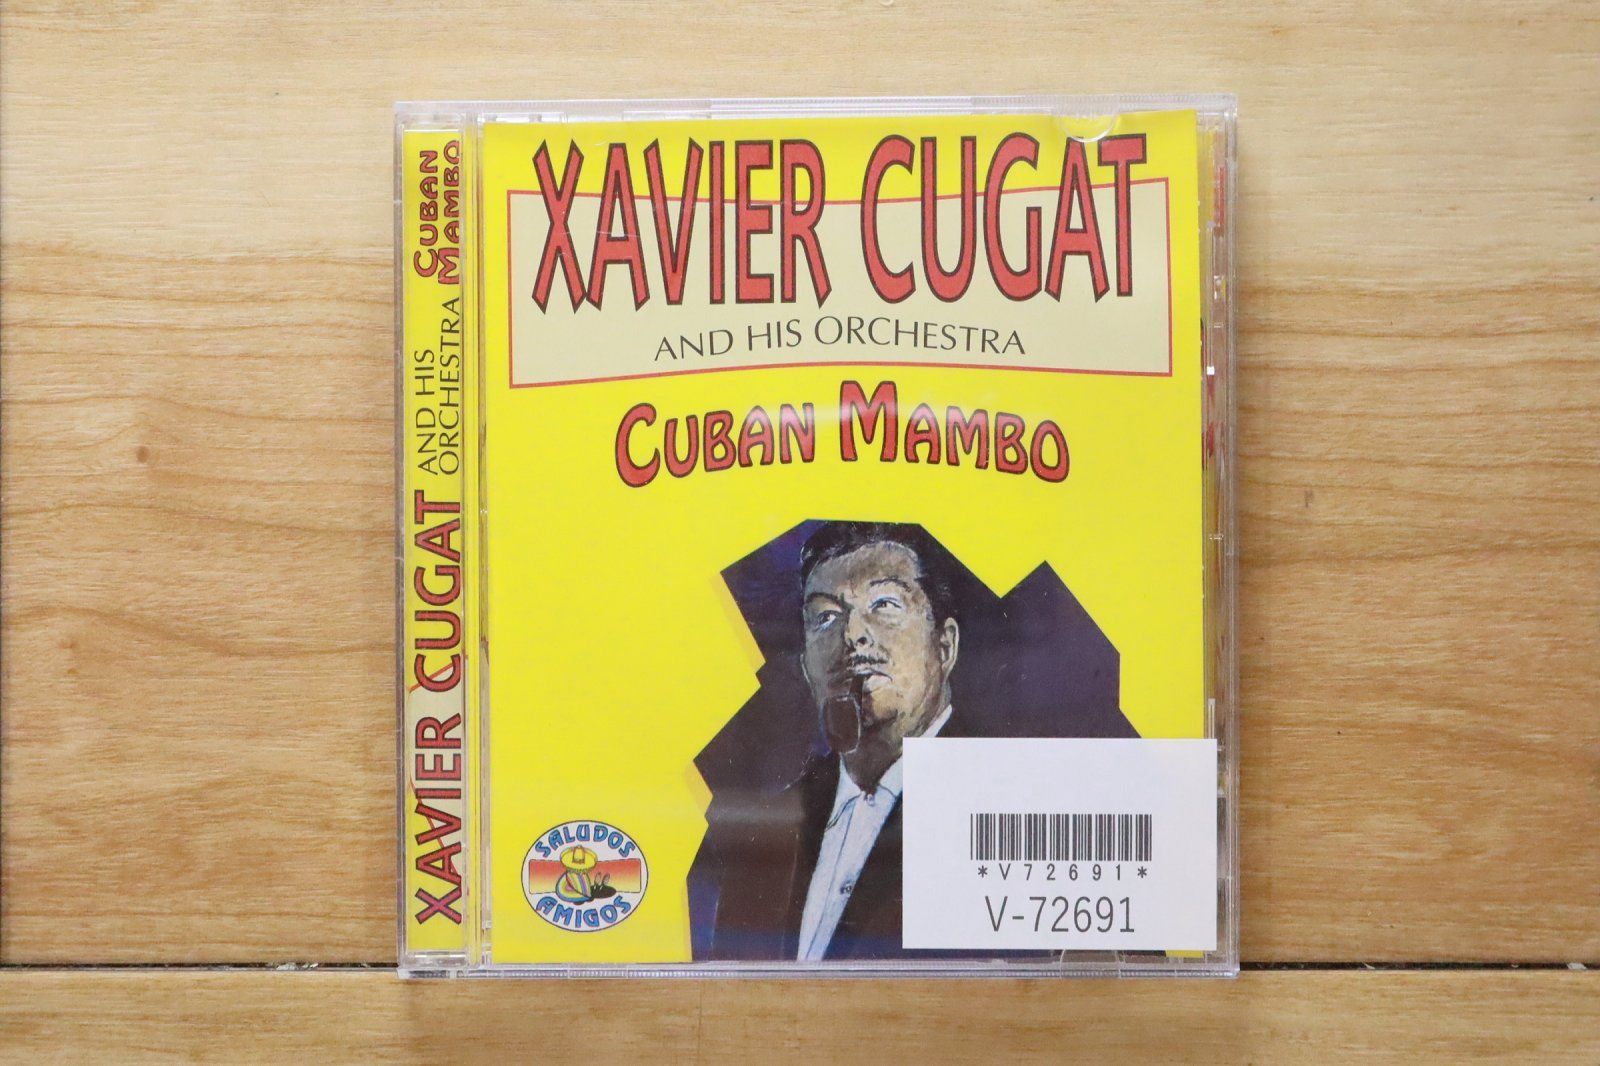 XAVIER CUGAT
AND HIS ORCHESTRA
CUBAN MAMBO
XAVIER CUGAT
AND HIS
ORCHESTRA
CUBAN
MAMBO
SALUDOS
AMIGOS
*V72691*
V-72691